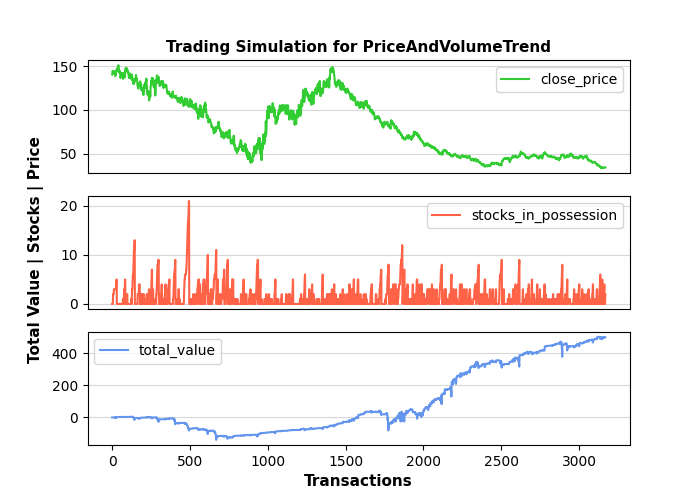 Trading Simulation for PriceAndVolumeTrend
150
100
50
close_price
20
10
0
stocks_in_possession
Total Value | Stocks | Price
400
200
0
total_value
0 500 1000 1500 2000 2500 3000
Transactions